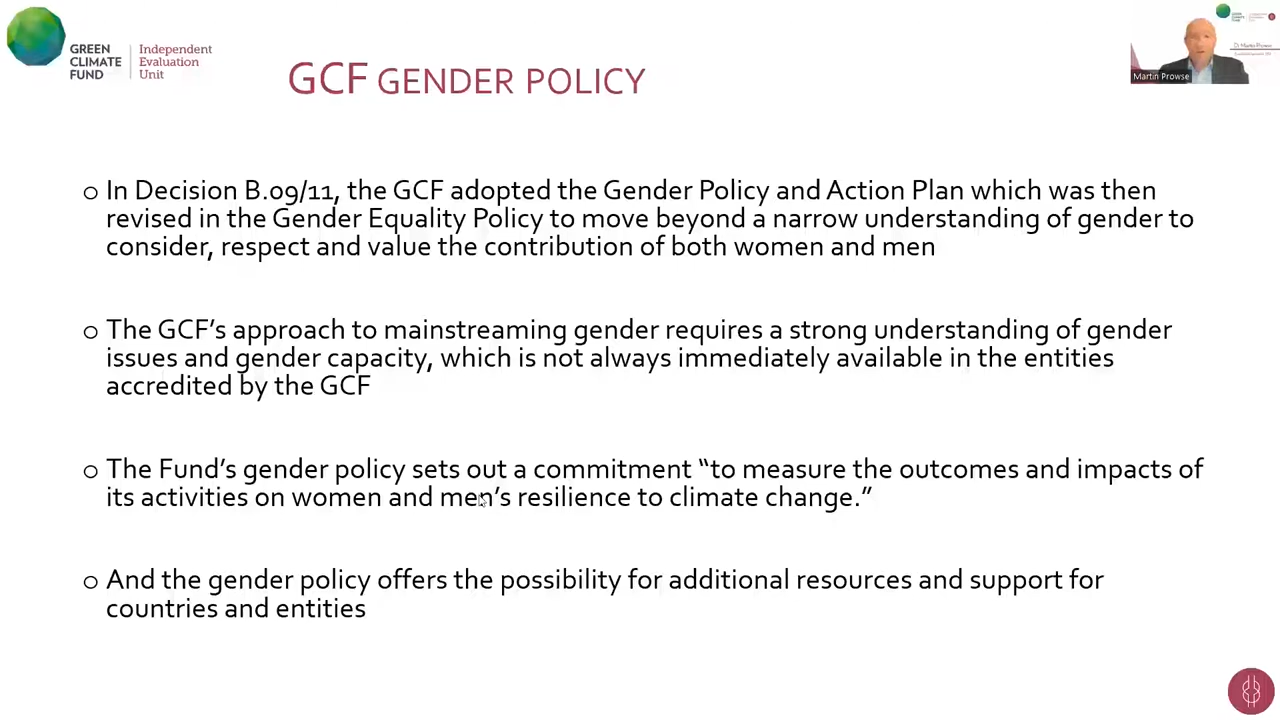 GREEN
CLIMATE
FUND
Independent
Evaluation
Unit
GCF GENDER POLICY
Martin Prowse
Dr Martin Prowse
o In Decision B.09/11, the GCF adopted the Gender Policy and Action Plan which was then
revised in the Gender Equality Policy to move beyond a narrow understanding of gender to
consider, respect and value the contribution of both women and men
o The GCF’s approach to mainstreaming gender requires a strong understanding of gender
issues and gender capacity, which is not always immediately available in the entities
accredited by the GCF
o The Fund’s gender policy sets out a commitment “to measure the outcomes and impacts of
its activities on women and men’s resilience to climate change.”
o And the gender policy offers the possibility for additional resources and support for
countries and entities